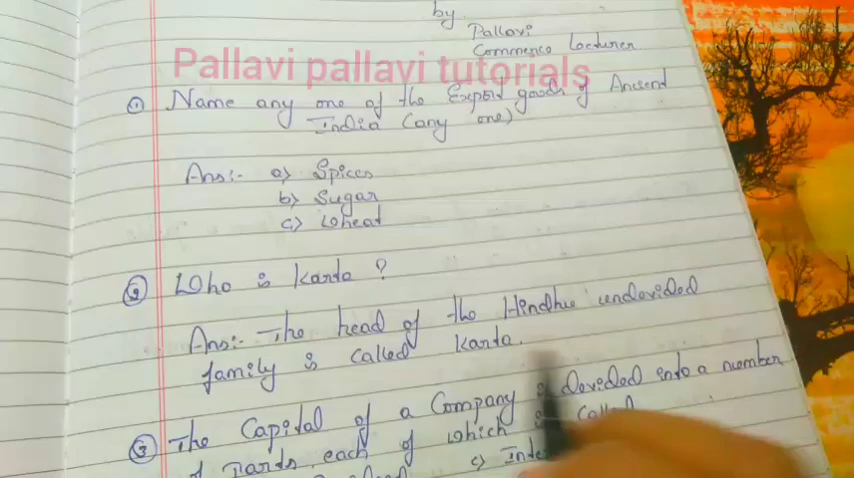 by
Pallavi
Commerce Lecturer
Pallavi pallavi tutorials
① Name any one of the Export goods of Ancient
India (any one)
Ans:- a) Spices
b) Sugar
c) Wheat
② Who is Karta ?
Ans:- The head of the Hindhu undevided
family is called Karta.
③ The Capital of a Company is devided into a number
of Parts, each of which is called
c) Inte